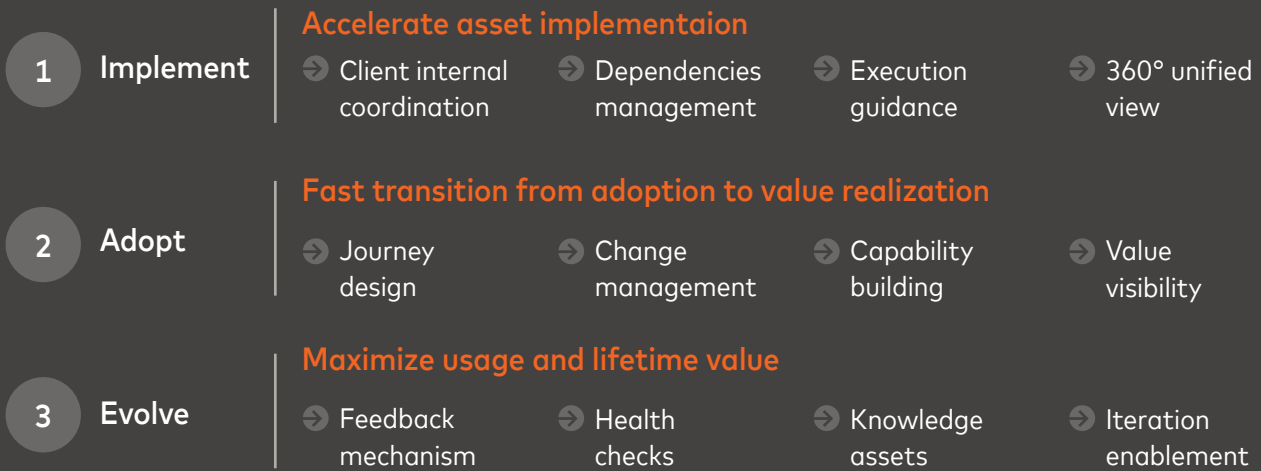 1
Implement
Accelerate asset implementaion
Client internal
coordination
Dependencies
management
Execution
guidance
360° unified
view
2
Adopt
Fast transition from adoption to value realization
Journey
design
Change
management
Capability
building
Value
visibility
3
Evolve
Maximize usage and lifetime value
Feedback
mechanism
Health
checks
Knowledge
assets
Iteration
enablement